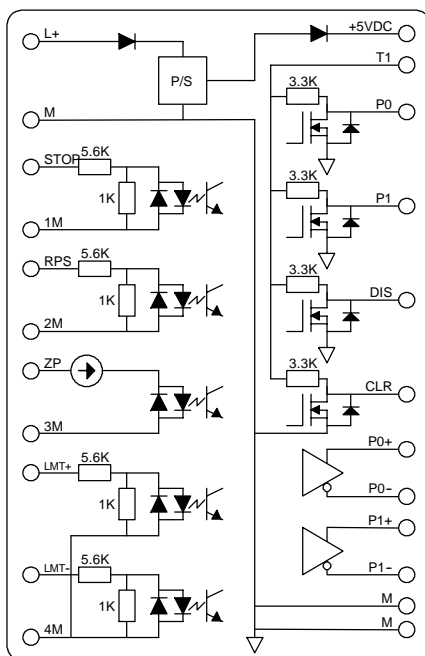 L+
+5VDC
P/S
T1
3.3K
P0
M
3.3K
STOP 5.6K
1K
P1
1M
RPS 5.6K
3.3K
1K
DIS
2M
ZP
3.3K
CLR
3M
P0+
LMT+ 5.6K
1K
P0−
P1+
LMT- 5.6K
P1−
1K
M
4M
M